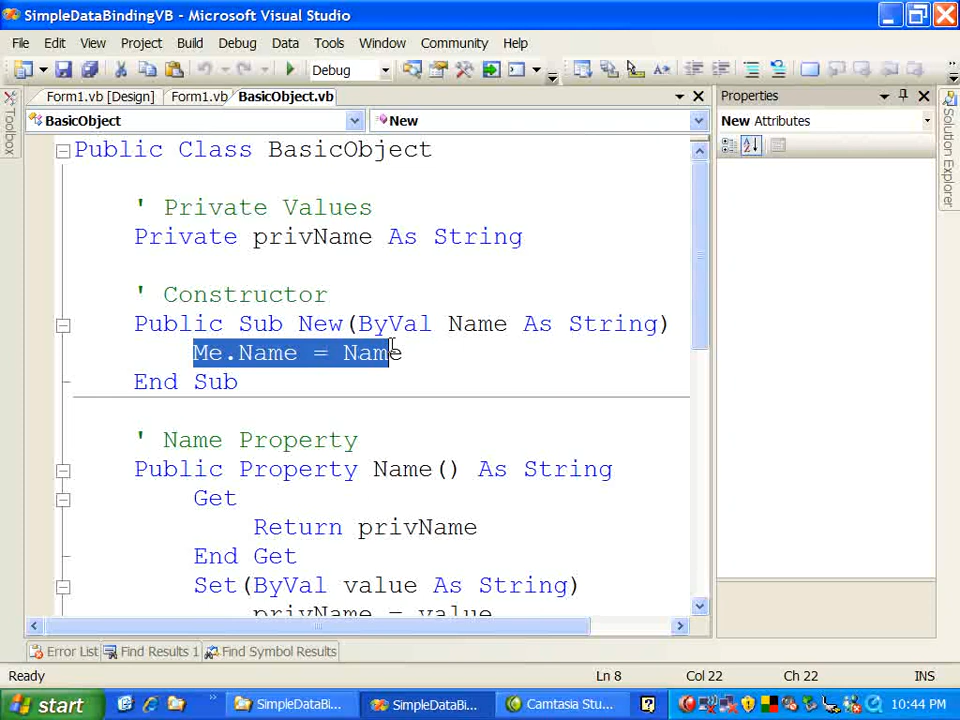 SimpleDataBindingVB - Microsoft Visual Studio
File Edit View Project Build Debug Data Tools Window Community Help
Debug
Form1.vb [Design] Form1.vb BasicObject.vb
Properties
BasicObject New
New Attributes
Toolbox
Solution Explorer
Public Class BasicObject
' Private Values
Private privName As String
' Constructor
Public Sub New(ByVal Name As String)
Me.Name = Name
End Sub
' Name Property
Public Property Name() As String
Get
Return privName
End Get
Set(ByVal value As String)
privName = value
Error List Find Results 1 Find Symbol Results
Ready Ln 8 Col 22 Ch 22 INS
start SimpleDataBindi... SimpleDataBi... Camtasia Stu... 10:44 PM